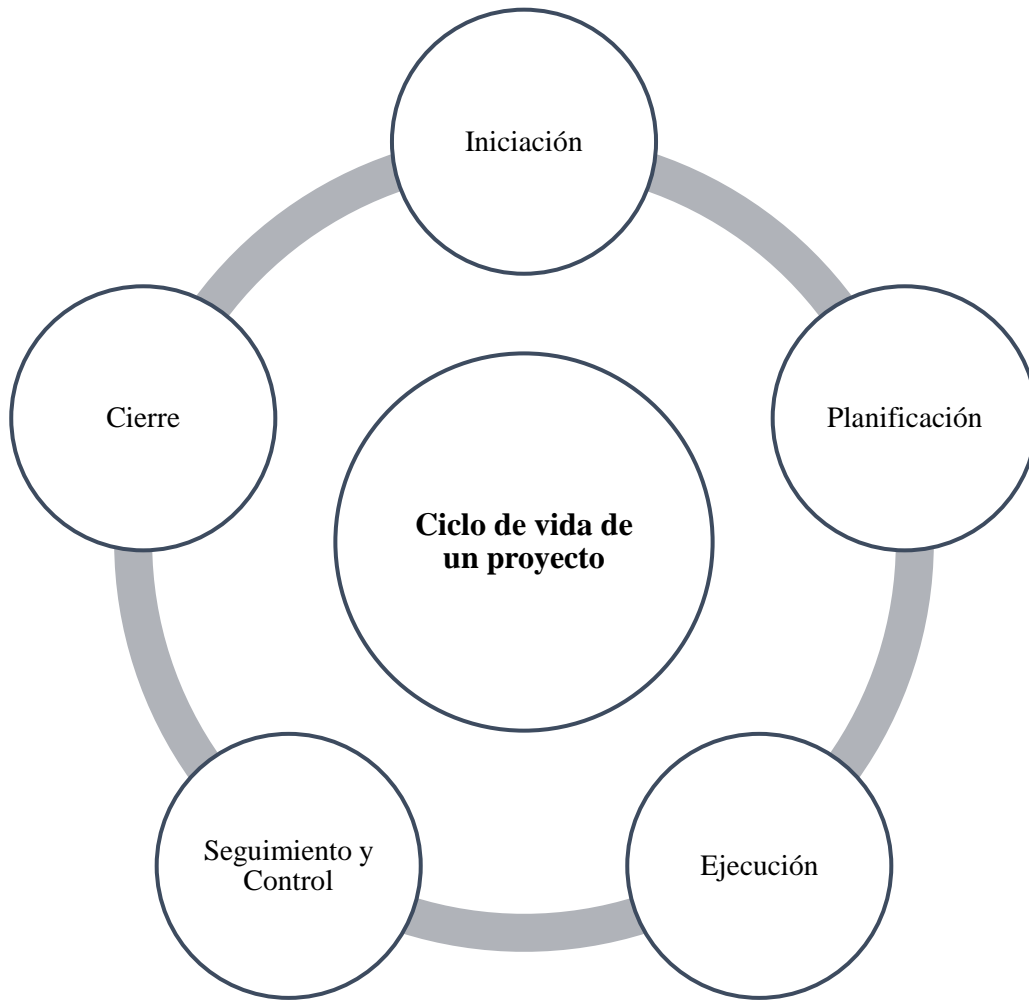 Iniciación
Planificación
Ejecución
Seguimiento y
Control
Cierre
Ciclo de vida de
un proyecto